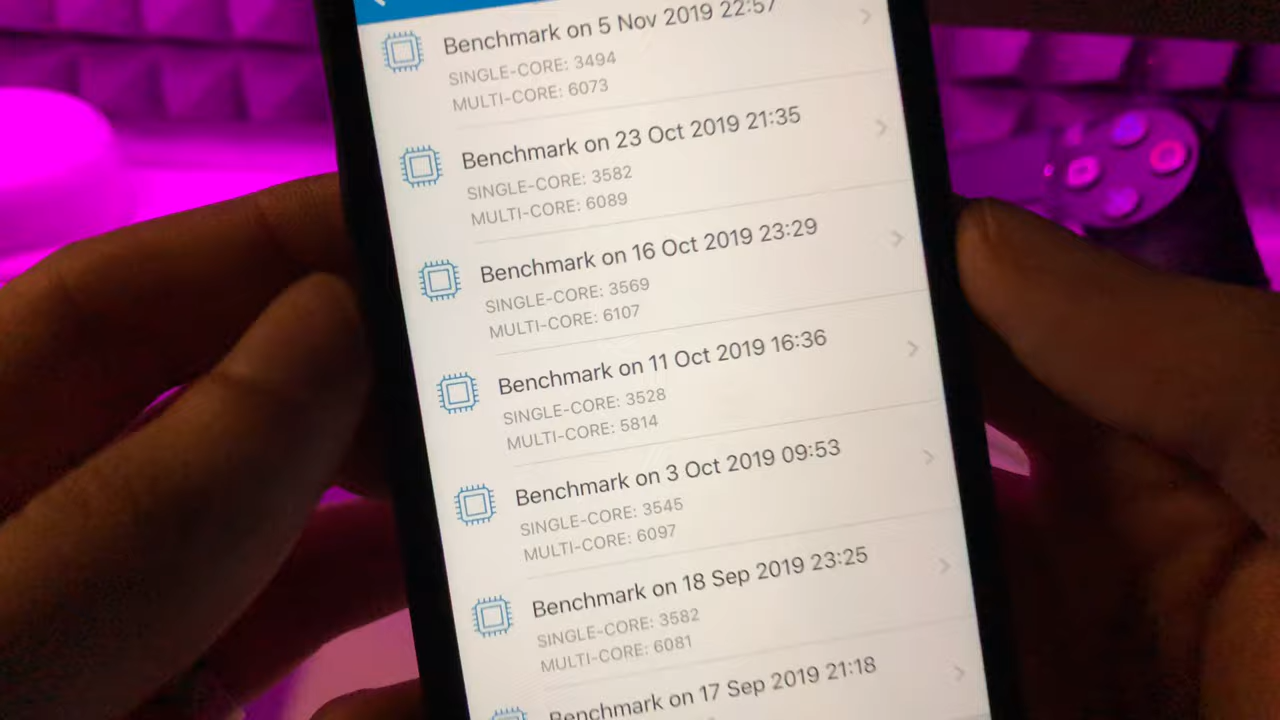 Benchmark on 5 Nov 2019 22:57
SINGLE-CORE: 3494
MULTI-CORE: 6073
Benchmark on 23 Oct 2019 21:35
SINGLE-CORE: 3582
MULTI-CORE: 6089
Benchmark on 16 Oct 2019 23:29
SINGLE-CORE: 3569
MULTI-CORE: 6107
Benchmark on 11 Oct 2019 16:36
SINGLE-CORE: 3528
MULTI-CORE: 5814
Benchmark on 3 Oct 2019 09:53
SINGLE-CORE: 3545
MULTI-CORE: 6097
Benchmark on 18 Sep 2019 23:25
SINGLE-CORE: 3582
MULTI-CORE: 6081
Benchmark on 17 Sep 2019 21:18